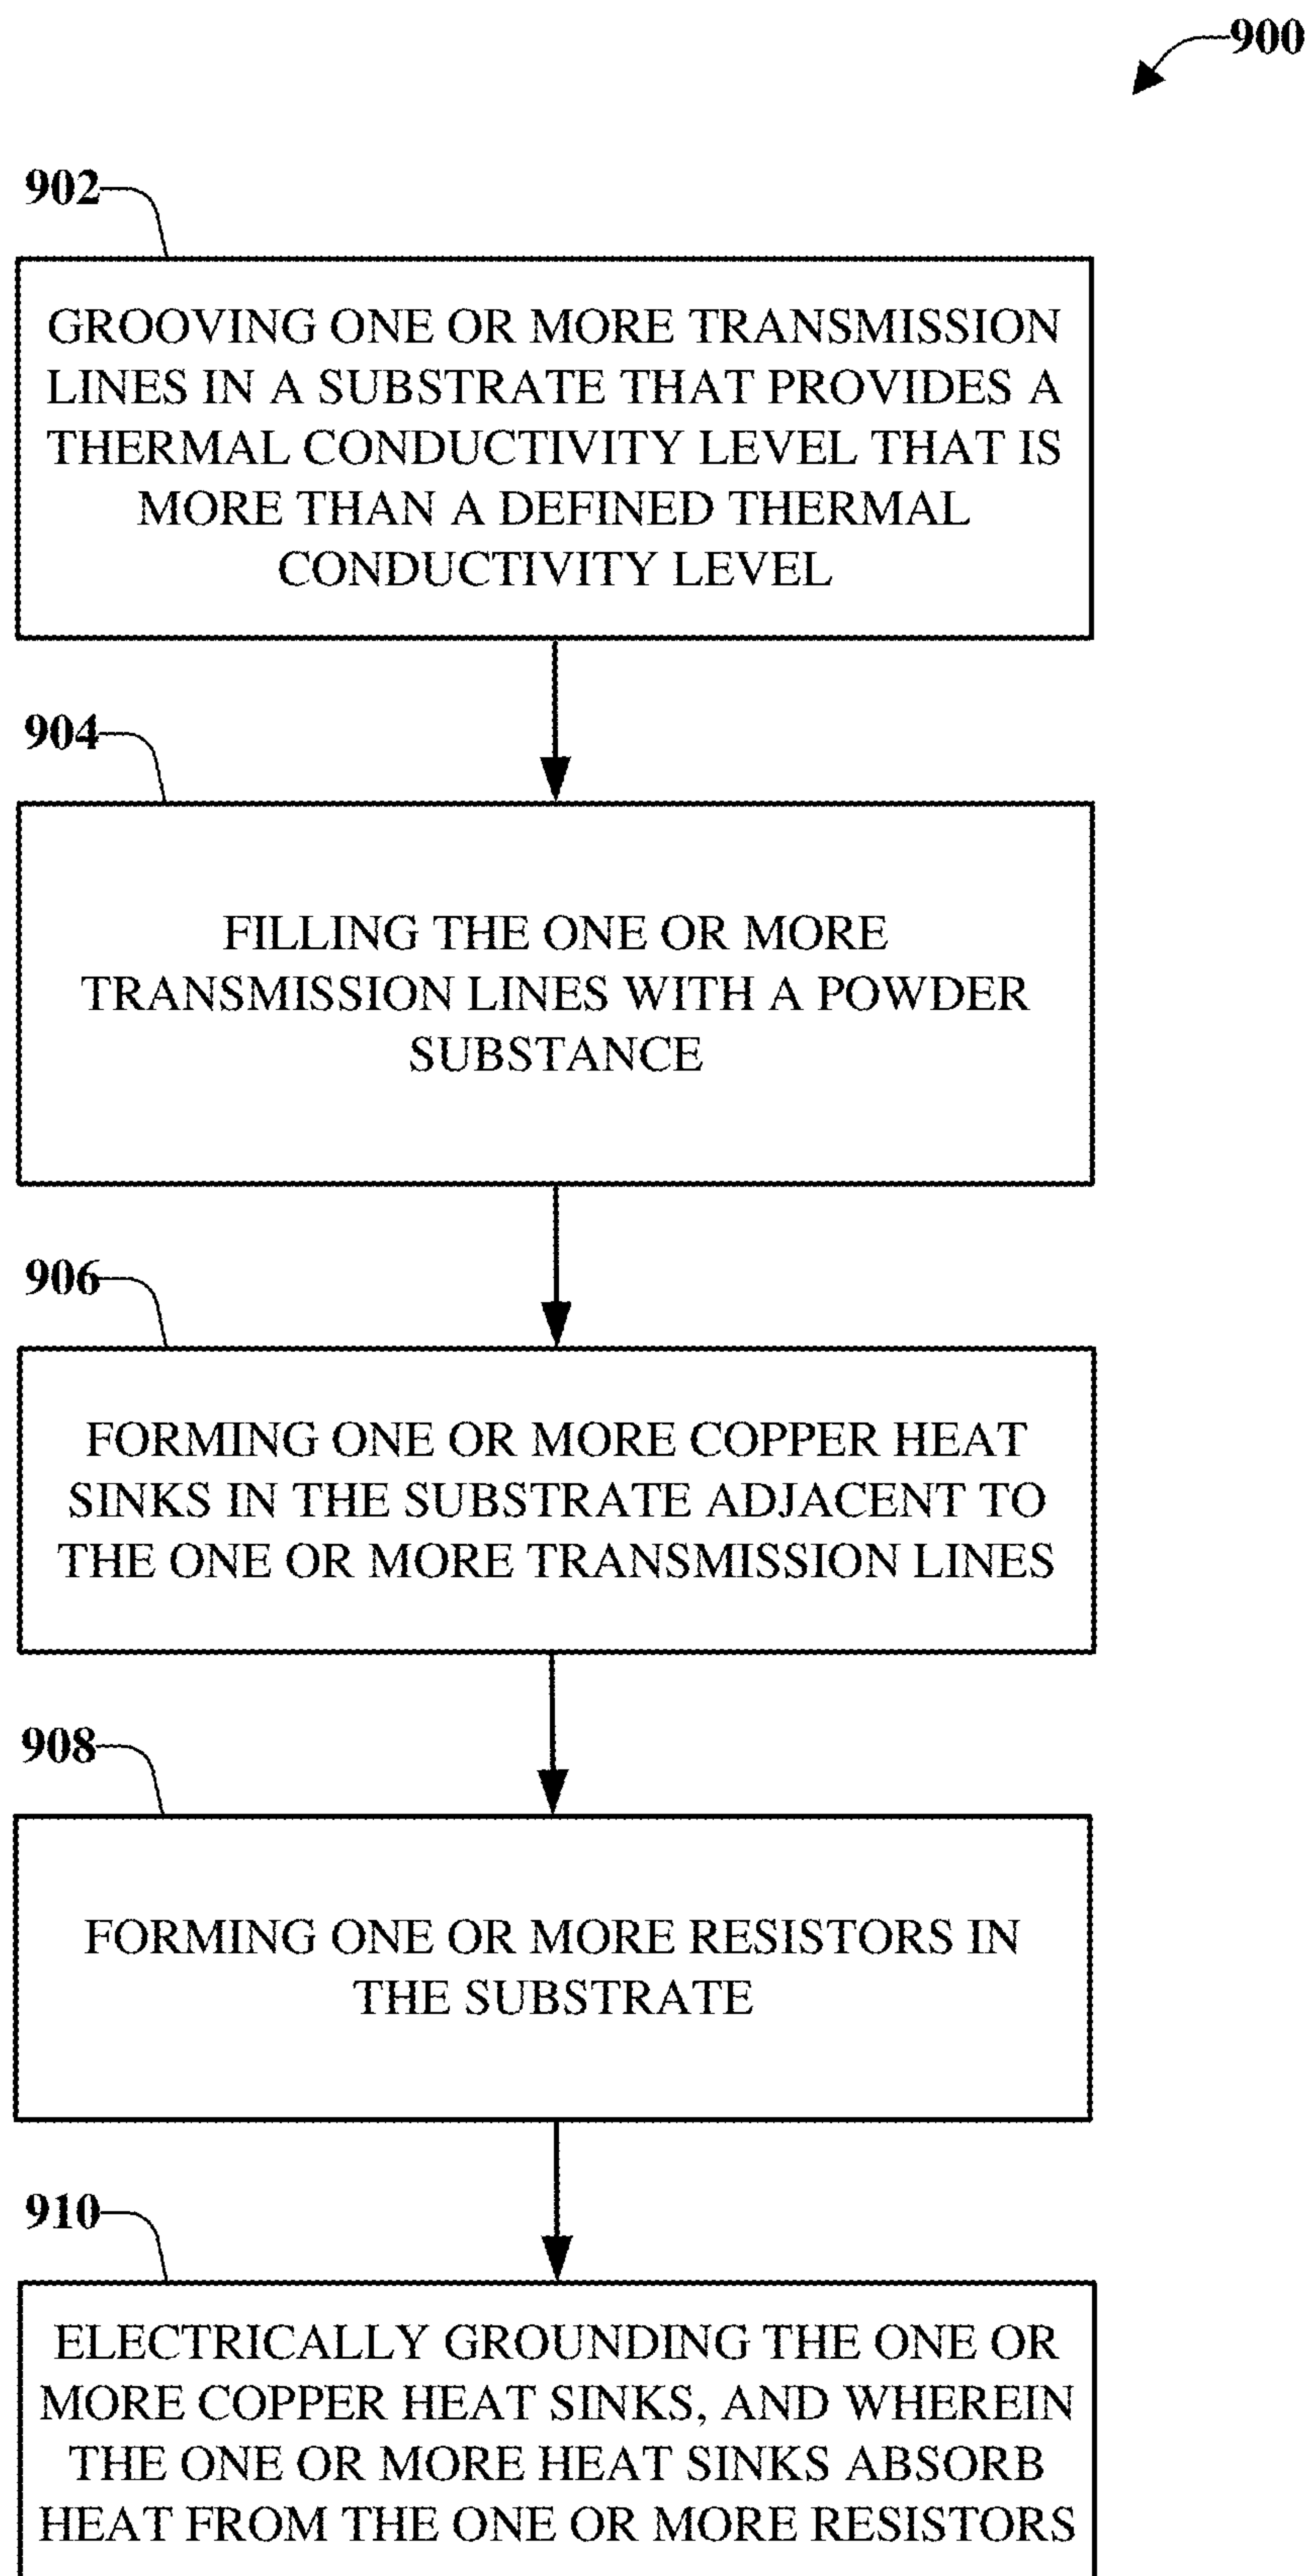 900
902
GROOVING ONE OR MORE TRANSMISSION
LINES IN A SUBSTRATE THAT PROVIDES A
THERMAL CONDUCTIVITY LEVEL THAT IS
MORE THAN A DEFINED THERMAL
CONDUCTIVITY LEVEL
904
FILLING THE ONE OR MORE
TRANSMISSION LINES WITH A POWDER
SUBSTANCE
906
FORMING ONE OR MORE COPPER HEAT
SINKS IN THE SUBSTRATE ADJACENT TO
THE ONE OR MORE TRANSMISSION LINES
908
FORMING ONE OR MORE RESISTORS IN
THE SUBSTRATE
910
ELECTRICALLY GROUNDING THE ONE OR
MORE COPPER HEAT SINKS, AND WHEREIN
THE ONE OR MORE HEAT SINKS ABSORB
HEAT FROM THE ONE OR MORE RESISTORS